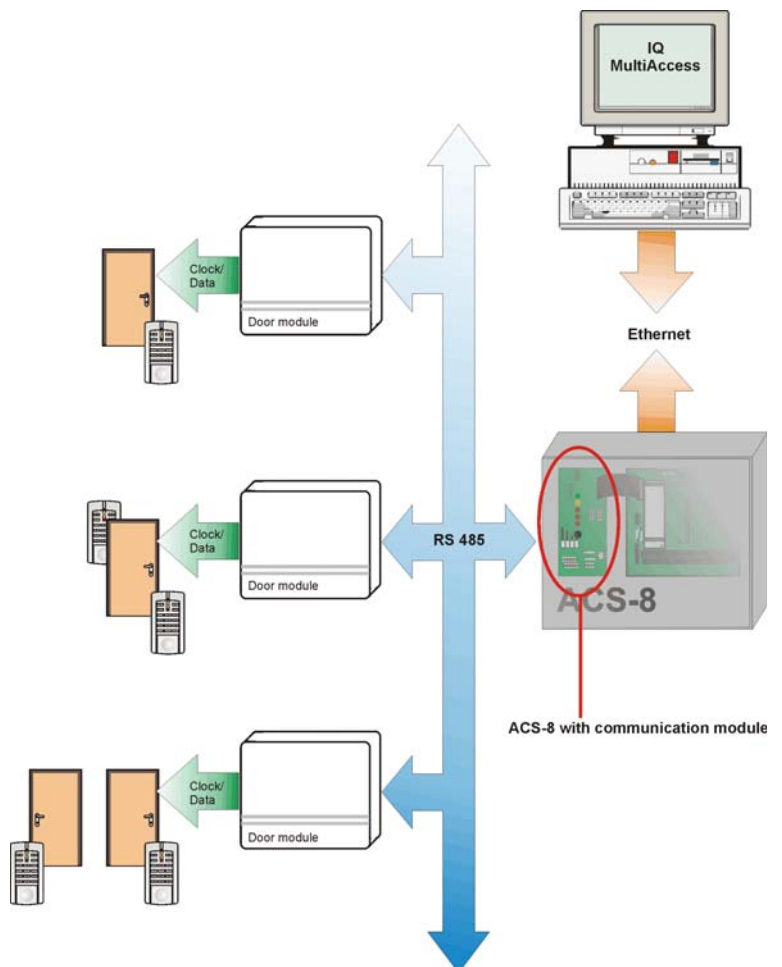 IQ
MultiAccess
Ethernet
Clock/
Data
Door module
Clock/
Data
Door module
RS 485
ACS-8
ACS-8 with communication module
Clock/
Data
Door module